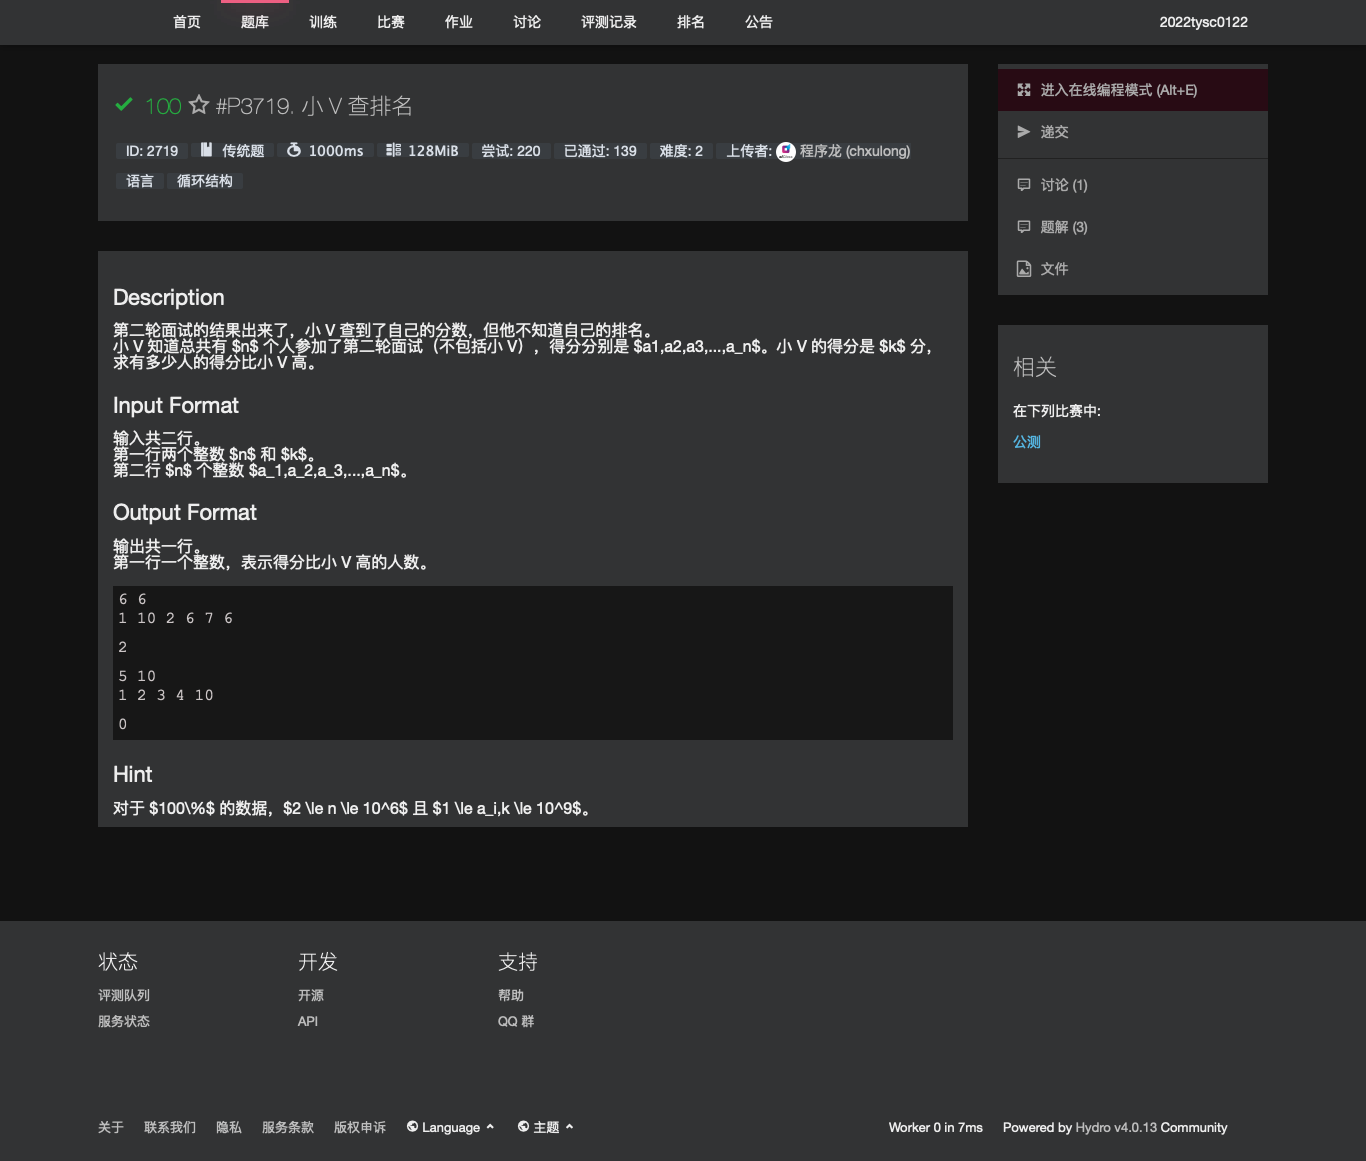 首页 题库 训练 比赛 作业 讨论 评测记录 排名 公告 2022tysc0122
100 #P3719. 小 V 查排名
ID: 2719 传统题 1000ms 128MiB 尝试: 220 已通过: 139 难度: 2 上传者: 程序龙 (chxulong)
语言 循环结构
Description
第二轮面试的结果出来了，小 V 查到了自己的分数，但他不知道自己的排名。
小 V 知道总共有 $n$ 个人参加了第二轮面试（不包括小 V），得分分别是 $a1,a2,a3,...,a_n$。小 V 的得分是 $k$ 分，
求有多少人的得分比小 V 高。
Input Format
输入共二行。
第一行两个整数 $n$ 和 $k$。
第二行 $n$ 个整数 $a_1,a_2,a_3,...,a_n$。
Output Format
输出共一行。
第一行一个整数，表示得分比小 V 高的人数。
6 6
1 10 2 6 7 6
2
5 10
1 2 3 4 10
0
Hint
对于 $100\%$ 的数据，$2 \le n \le 10^6$ 且 $1 \le a_i,k \le 10^9$。
进入在线编程模式 (Alt+E)
递交
讨论 (1)
题解 (3)
文件
相关
在下列比赛中:
公测
状态 开发 支持
评测队列 开源 帮助
服务状态 API QQ 群
关于 联系我们 隐私 服务条款 版权申诉 Language 主题 Worker 0 in 7ms Powered by Hydro v4.0.13 Community